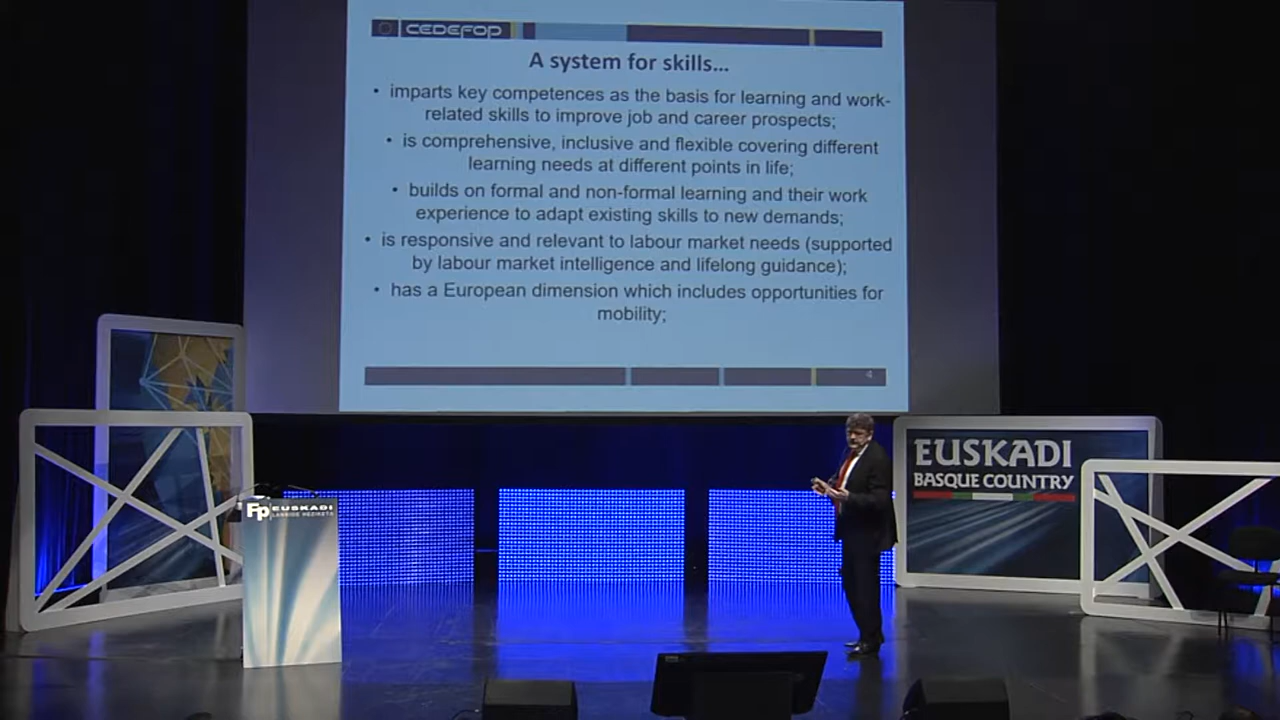 CEDEFOP
A system for skills...
• imparts key competences as the basis for learning and work-
related skills to improve job and career prospects;
• is comprehensive, inclusive and flexible covering different
learning needs at different points in life;
• builds on formal and non-formal learning and their work
experience to adapt existing skills to new demands;
• is responsive and relevant to labour market needs (supported
by labour market intelligence and lifelong guidance);
• has a European dimension which includes opportunities for
mobility;
4
EUSKADI
BASQUE COUNTRY
Fp EUSKADI
LANBIDE HEZIKETA